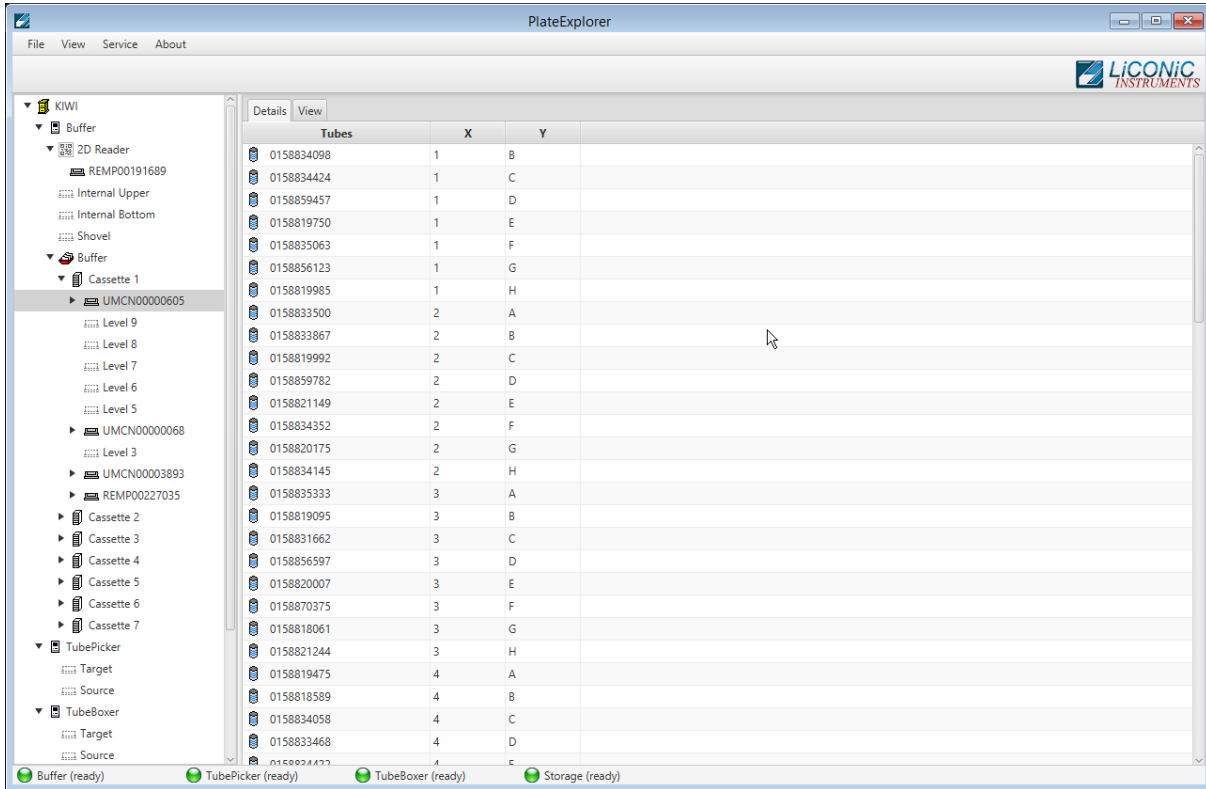 PlateExplorer
File View Service About
LiCONiC
INSTRUMENTS
KIWI
Buffer
2D Reader
REMP00191689
Internal Upper
Internal Bottom
Shovel
Buffer
Cassette 1
UMCN00000605
Level 9
Level 8
Level 7
Level 6
Level 5
UMCN00000068
Level 3
UMCN00003893
REMP00227035
Cassette 2
Cassette 3
Cassette 4
Cassette 5
Cassette 6
Cassette 7
TubePicker
Target
Source
TubeBoxer
Target
Source
Details View
Tubes X Y
0158834098 1 B
0158834424 1 C
0158859457 1 D
0158819750 1 E
0158835063 1 F
0158856123 1 G
0158819985 1 H
0158833500 2 A
0158833867 2 B
0158819992 2 C
0158859782 2 D
0158821149 2 E
0158834352 2 F
0158820175 2 G
0158834145 2 H
0158835333 3 A
0158819095 3 B
0158831662 3 C
0158856597 3 D
0158820007 3 E
0158870375 3 F
0158818061 3 G
0158821244 3 H
0158819475 4 A
0158818589 4 B
0158834058 4 C
0158833468 4 D
Buffer (ready) TubePicker (ready) TubeBoxer (ready) Storage (ready)